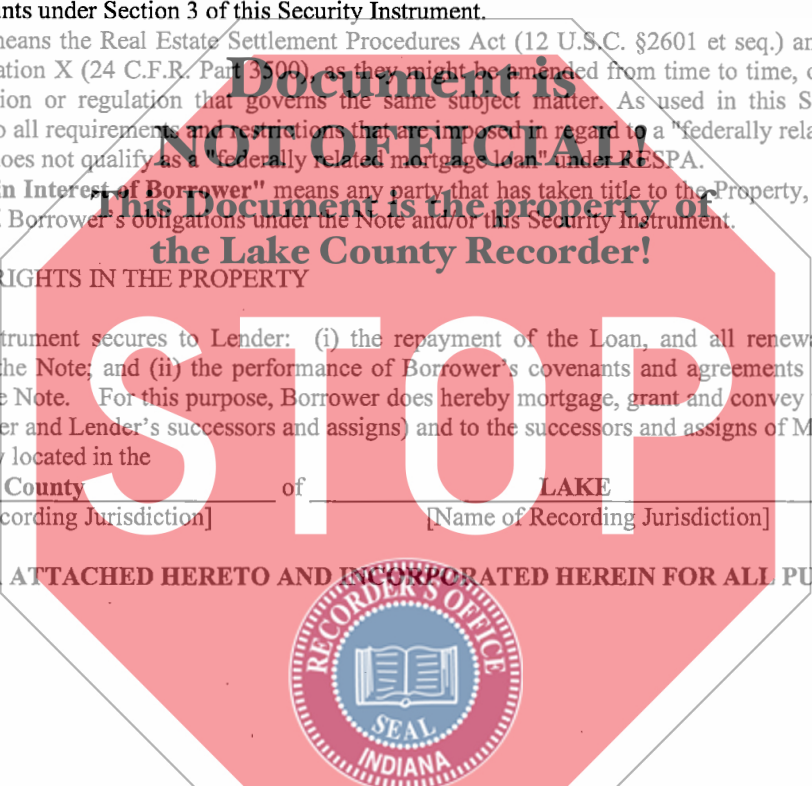 nts under Section 3 of this Security Instrument.
means the Real Estate Settlement Procedures Act (12 U.S.C. §2601 et seq.) an
ation X (24 C.F.R. Part 3500), as they might be amended from time to time, o
Document is
ion or regulation that governs the same subject matter. As used in this S
o all requirements and restrictions that are imposed in regard to a "federally rela
NOT OFFICIAL!
oes not qualify as a "federally related mortgage loan" under RESPA.
in Interest of Borrower" means any party that has taken title to the Property,
This Document is the property of
Borrower's obligations under the Note and/or this Security Instrument.
the Lake County Recorder!
RIGHTS IN THE PROPERTY
trument secures to Lender: (i) the repayment of the Loan, and all renew
he Note; and (ii) the performance of Borrower's covenants and agreements
e Note. For this purpose, Borrower does hereby mortgage, grant and convey
er and Lender's successors and assigns) and to the successors and assigns of M
y located in the
STOP
County of LAKE
cording Jurisdiction] [Name of Recording Jurisdiction]
ATTACHED HERETO AND INCORPORATED HEREIN FOR ALL PU
RECORDER'S OFFICE
SEAL
INDIANA